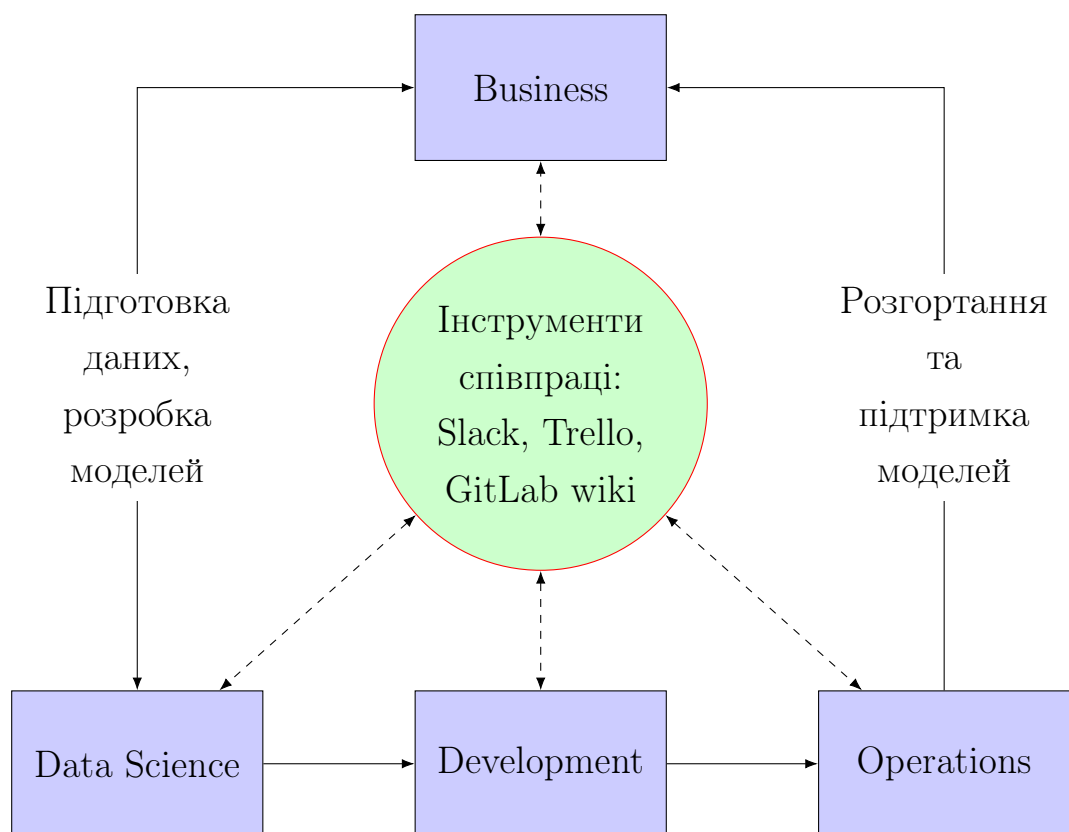 Business
Підготовка
даних,
розробка
моделей
Інструменти
співпраці:
Slack, Trello,
GitLab wiki
Розгортання
та
підтримка
моделей
Data Science
Development
Operations